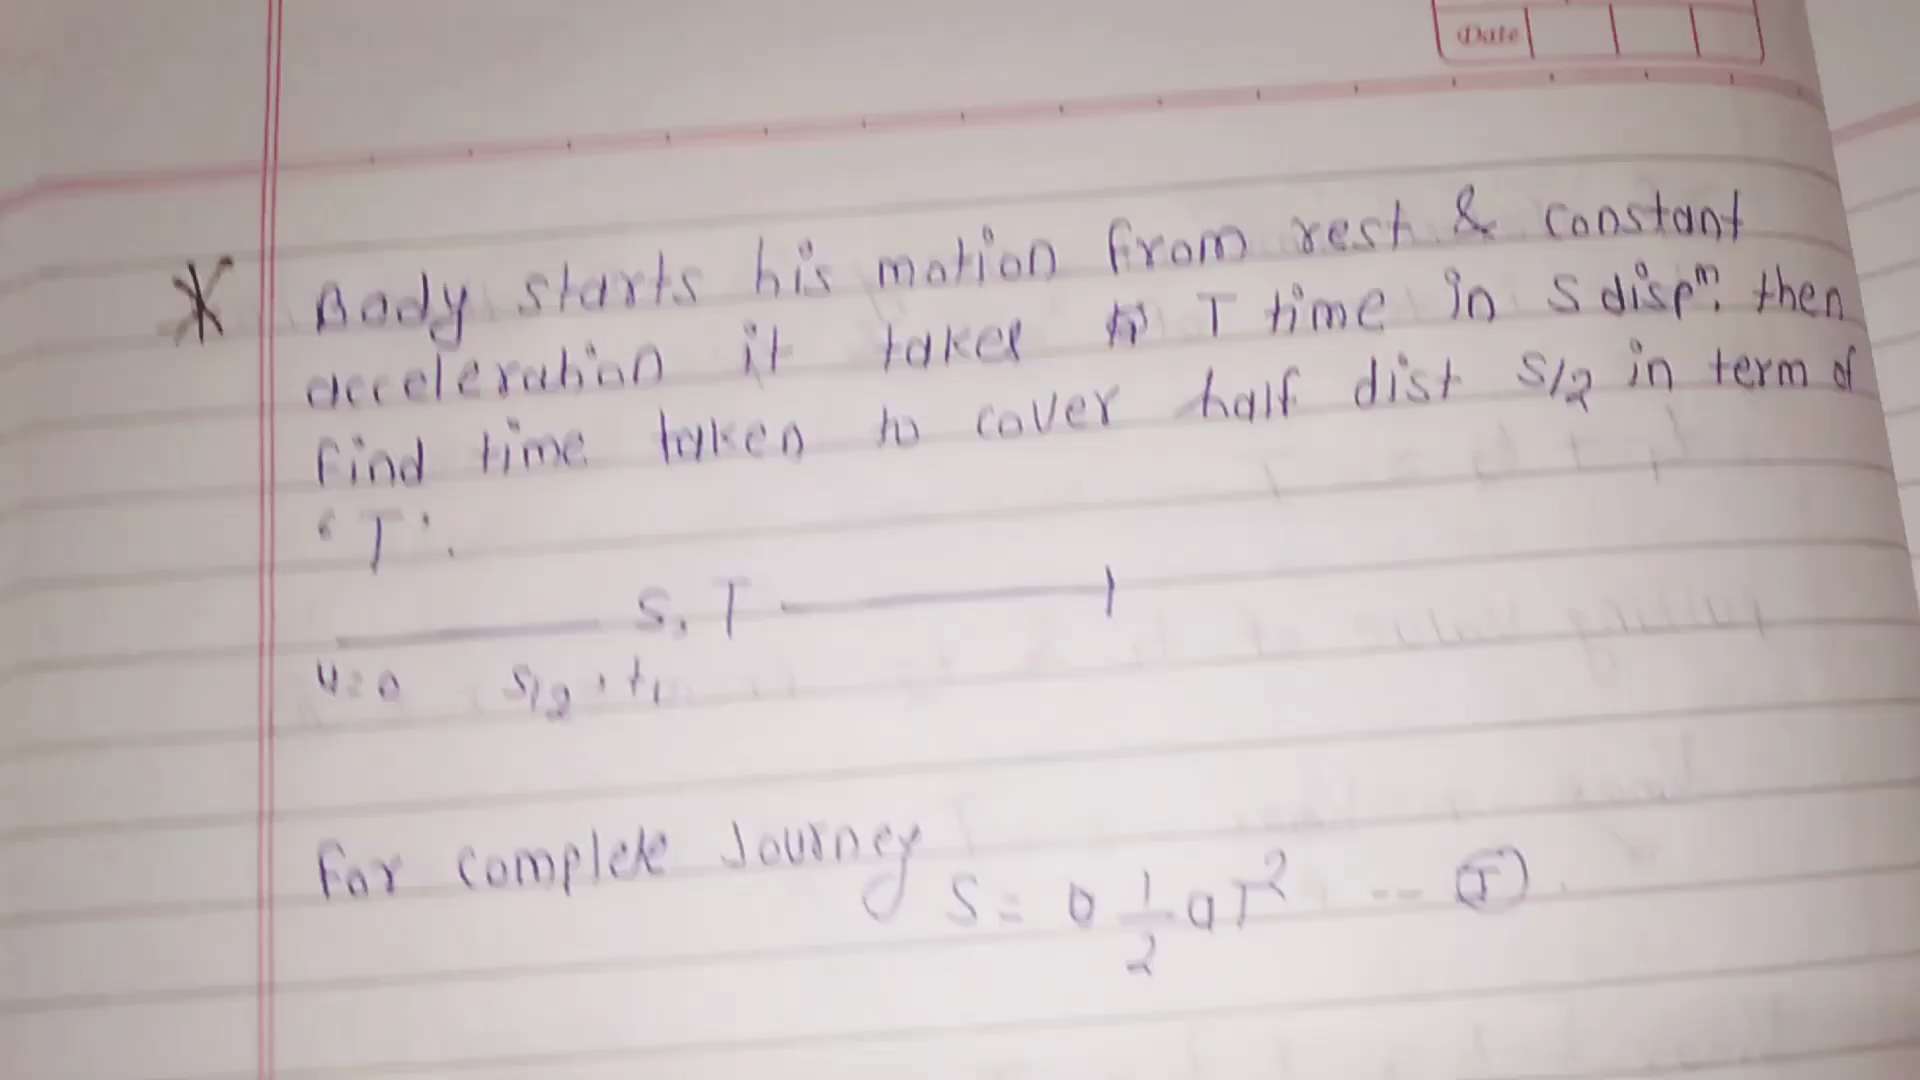 Date
* Body starts his motion from rest & constant
acceleration it takes T time in S dispⁿ. then
find time taken to cover half dist S/2 in term of
'T'.
S, T
u=0 S/2, t₁
For complete Journey
S = 0 1/2 aT² -- (I)